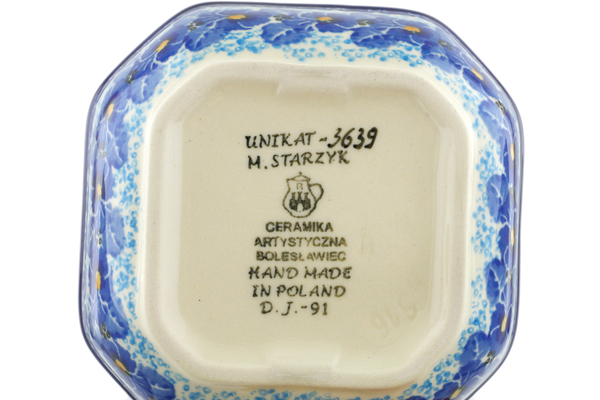 UNIKAT-3639
M. STARZYK
CERAMIKA
ARTYSTYCZNA
BOLESŁAWIEC
HAND MADE
IN POLAND
D.J.-91